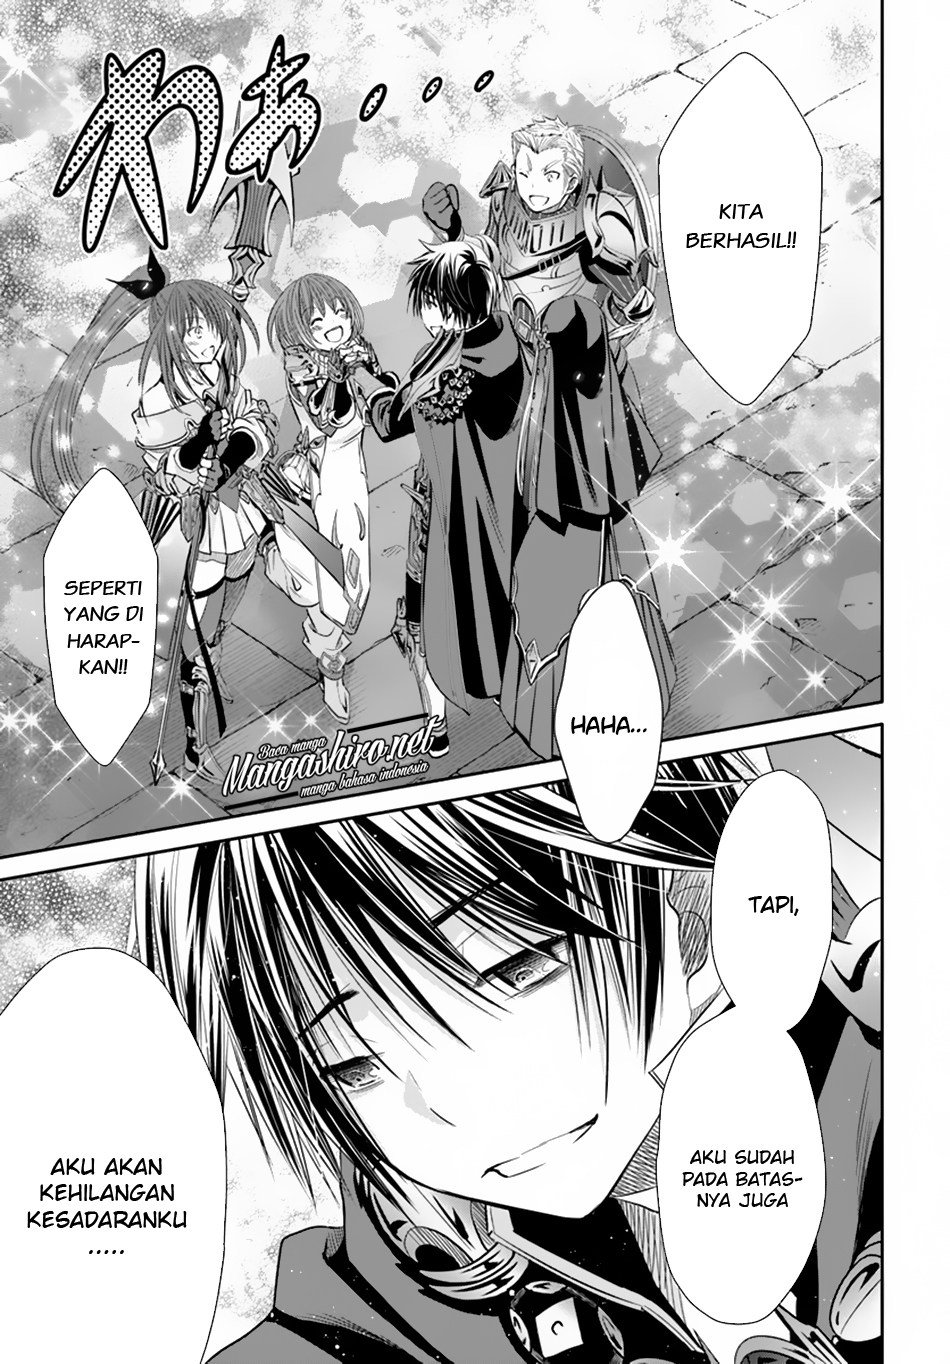 わぁ・・・
KITA
BERHASIL!!
SEPERTI
YANG DI
HARAP-
KAN!!
HAHA...
Baca manga
Mangashiro.net
manga bahasa indonesia
TAPI,
AKU SUDAH
PADA BATAS-
NYA JUGA
AKU AKAN
KEHILANGAN
KESADARANKU
.....